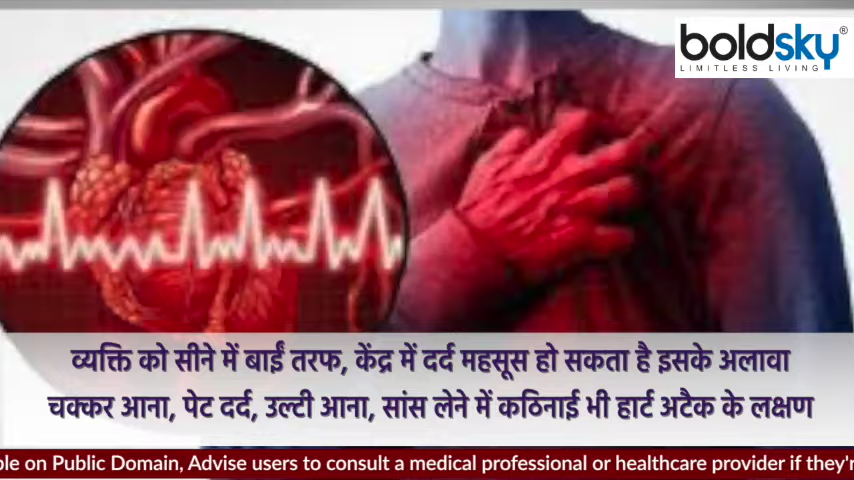 boldsky®
LIMITLESS LIVING
व्यक्ति को सीने में बाईं तरफ, केंद्र में दर्द महसूस हो सकता है इसके अलावा
चक्कर आना, पेट दर्द, उल्टी आना, सांस लेने में कठिनाई भी हार्ट अटैक के लक्षण
ble on Public Domain, Advise users to consult a medical professional or healthcare provider if they're